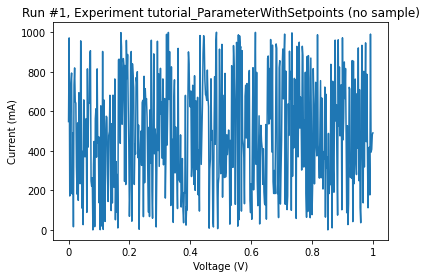 Run #1, Experiment tutorial_ParameterWithSetpoints (no sample)
1000
800
600
400
200
0
Current (mA)
0 0.2 0.4 0.6 0.8 1
Voltage (V)